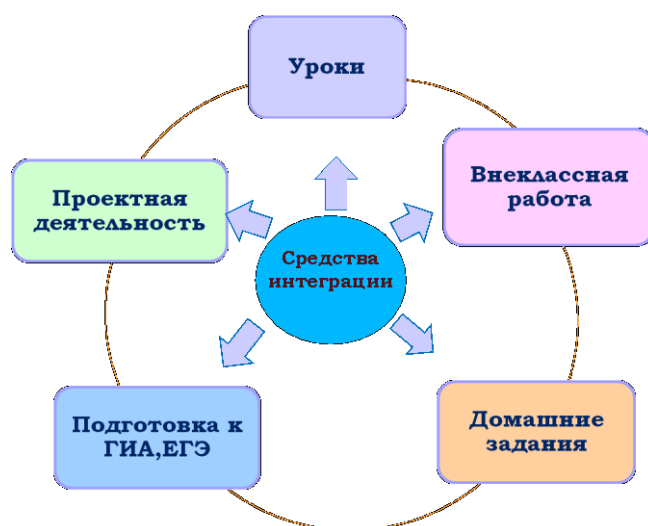 Уроки
Внеклассная
работа
Проектная
деятельность
Средства
интеграции
Подготовка к
ГИА,ЕГЭ
Домашние
задания